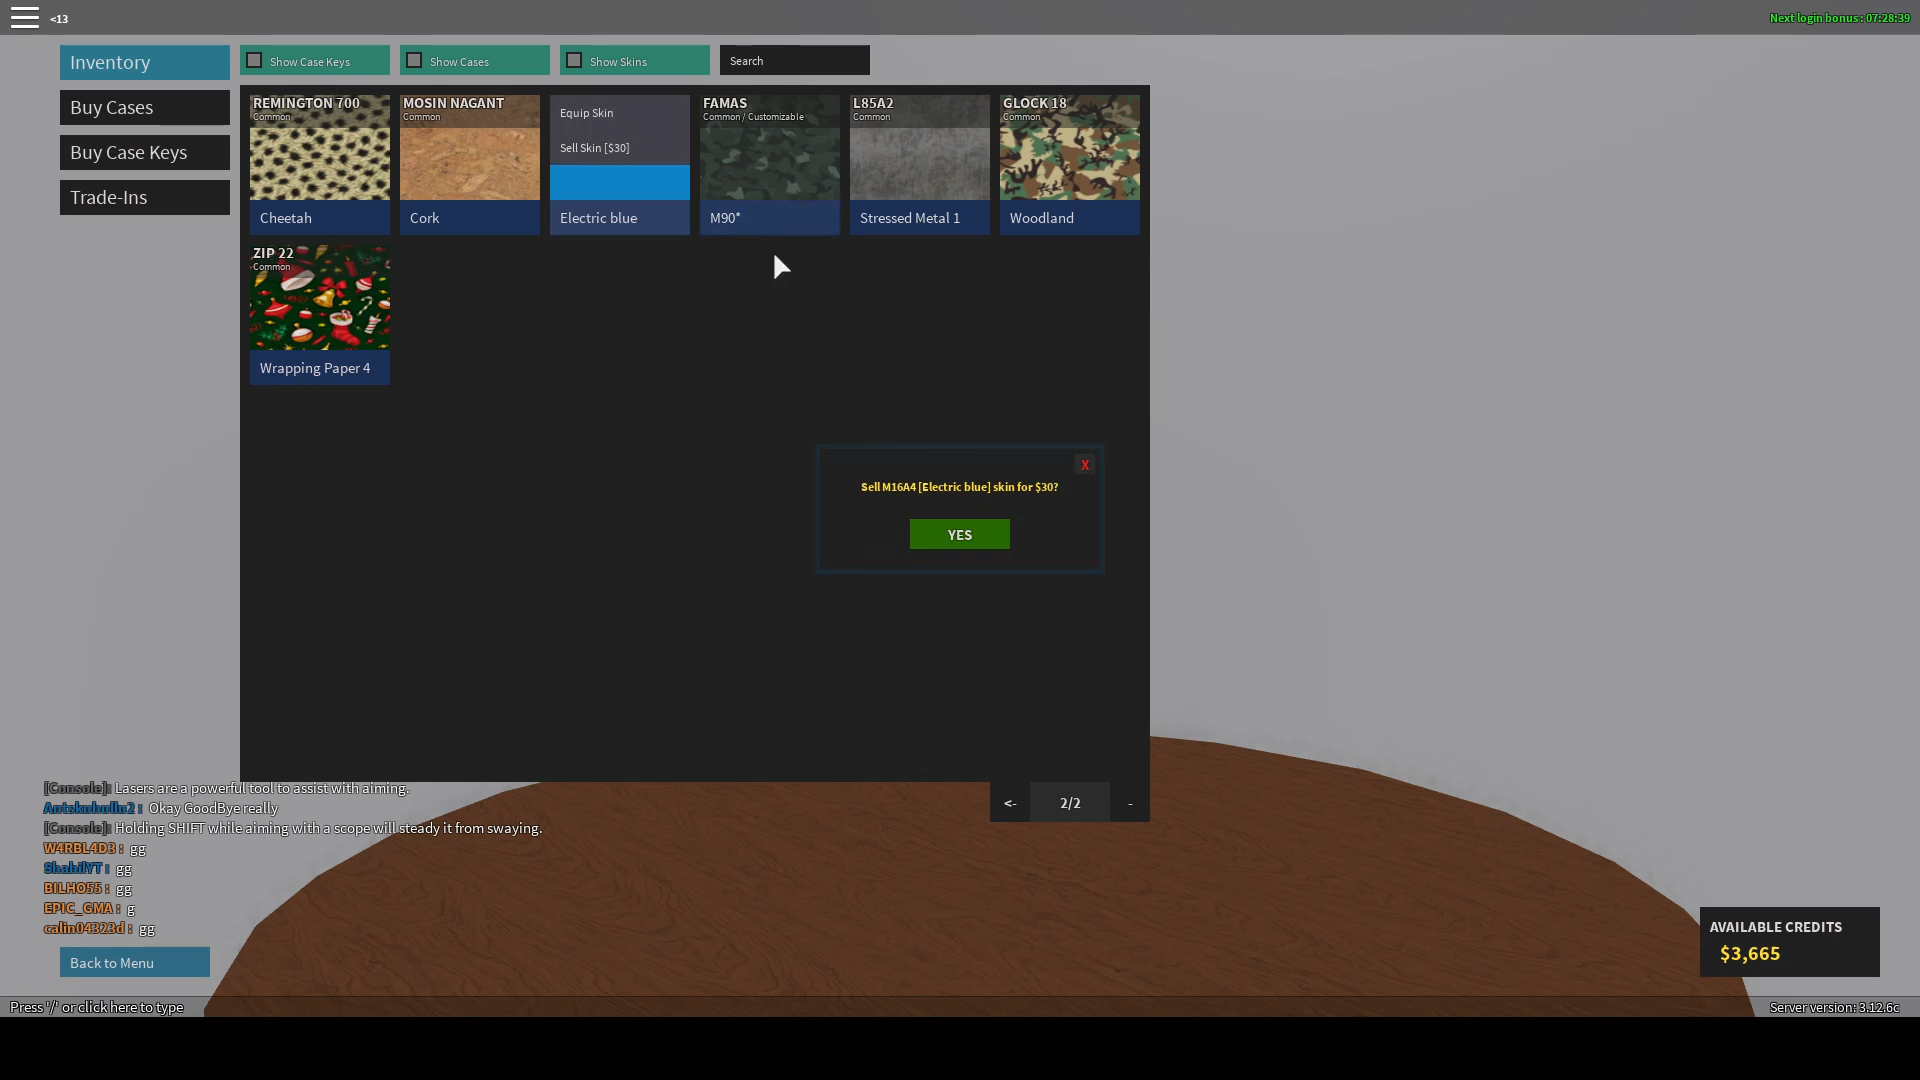 <13
Next login bonus : 07:28:39
Inventory
Buy Cases
Buy Case Keys
Trade-Ins
Show Case Keys
Show Cases
Show Skins
Search
REMINGTON 700
Common
Cheetah
MOSIN NAGANT
Common
Cork
Equip Skin
Sell Skin [$30]
Electric blue
FAMAS
Common / Customizable
M90*
L85A2
Common
Stressed Metal 1
GLOCK 18
Common
Woodland
ZIP 22
Common
Wrapping Paper 4
X
Sell M16A4 [Electric blue] skin for $30?
YES
<- 2/2 -
[Console]: Lasers are a powerful tool to assist with aiming.
Antskuhullu2 : Okay GoodBye really
[Console]: Holding SHIFT while aiming with a scope will steady it from swaying.
W4RBL4D3 : gg
ShahilYT : gg
BILHO55 : gg
EPIC_GMA : g
calin04323d : gg
Back to Menu
AVAILABLE CREDITS
$3,665
Press '/' or click here to type
Server version: 3.12.6c